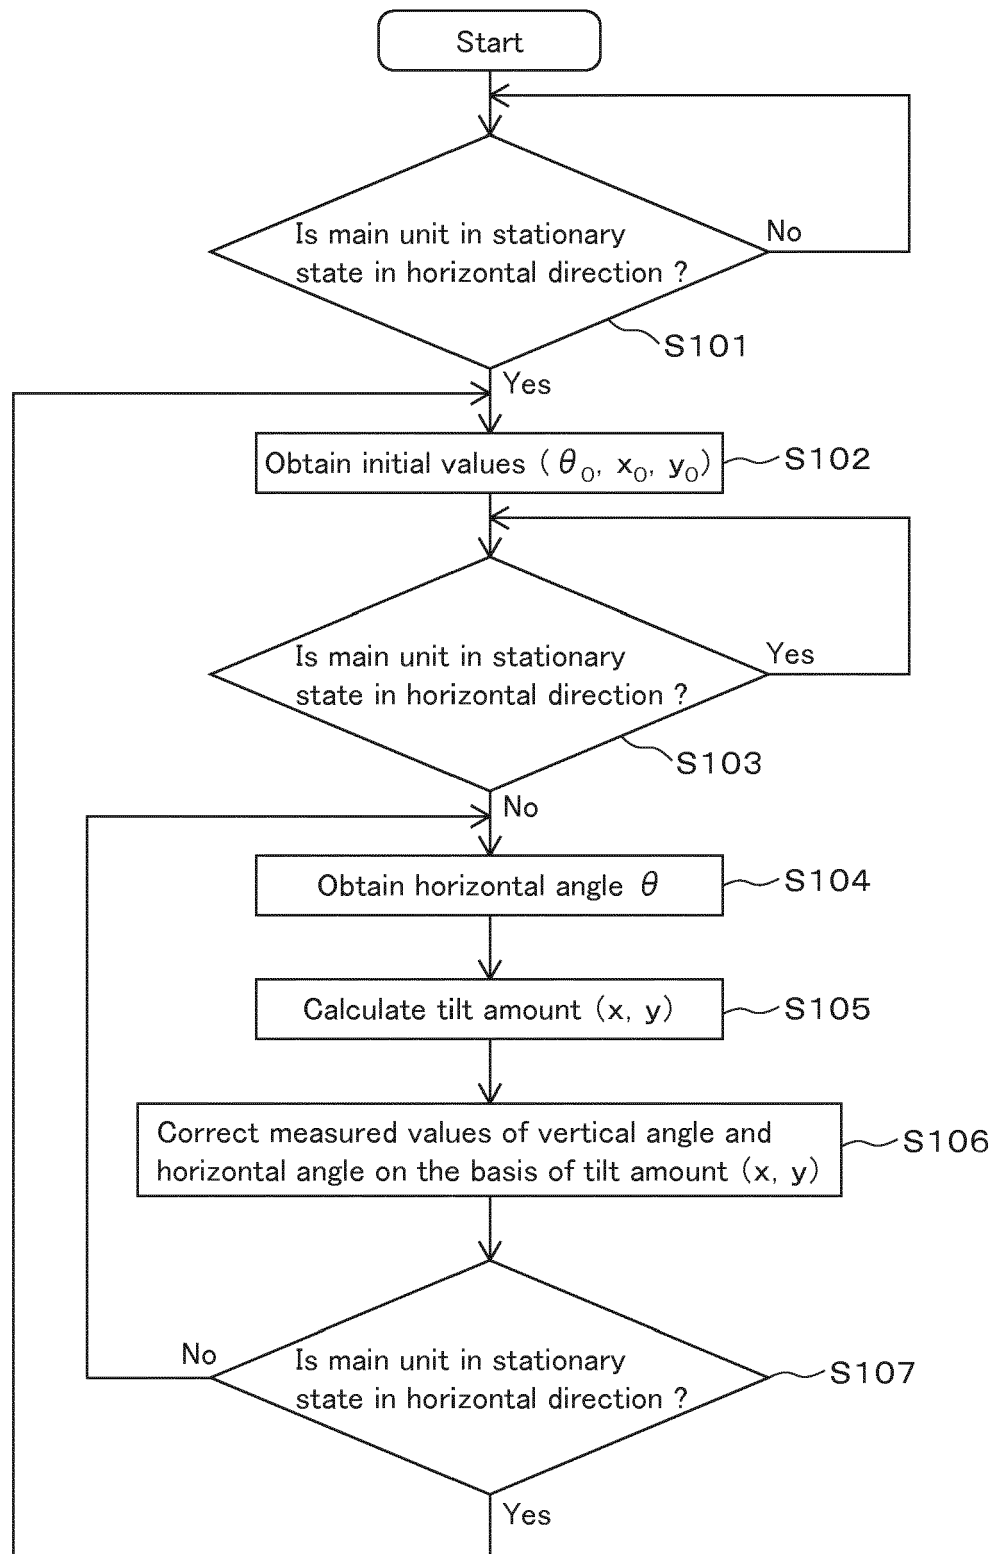 Start
Is main unit in stationary
state in horizontal direction ?
No
S101
Yes
Obtain initial values (θ₀, x₀, y₀)
S102
Is main unit in stationary
state in horizontal direction ?
Yes
S103
No
Obtain horizontal angle θ
S104
Calculate tilt amount (x, y)
S105
Correct measured values of vertical angle and
horizontal angle on the basis of tilt amount (x, y)
S106
No
Is main unit in stationary
state in horizontal direction ?
S107
Yes